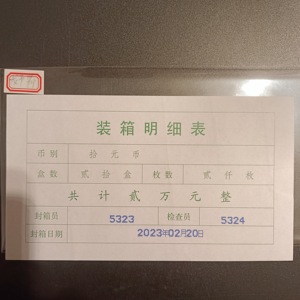 装箱明细表
币别 拾元币
盒数 贰拾盒 枚数 贰仟枚
共计贰万元整
封箱员 5323 检查员 5324
封箱日期 2023年02月20日